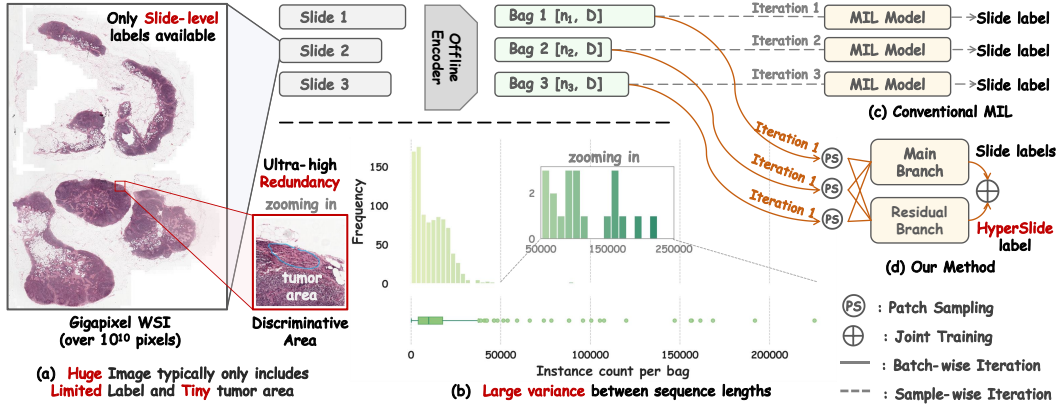 Only Slide-level
labels available
Gigapixel WSI
(over 10¹⁰ pixels)
Ultra-high
Redundancy
zooming in
tumor
area
Discriminative
Area
(a) Huge Image typically only includes
Limited Label and Tiny tumor area
Slide 1
Slide 2
Slide 3
Offline
Encoder
Bag 1 [n₁, D]
Bag 2 [n₂, D]
Bag 3 [n₃, D]
Iteration 1
Iteration 2
Iteration 3
MIL Model
MIL Model
MIL Model
Slide label
Slide label
Slide label
(c) Conventional MIL
Iteration 1
Iteration 1
Iteration 1
PS
PS
PS
Main
Branch
Residual
Branch
Slide labels
HyperSlide
label
(d) Our Method
PS : Patch Sampling
: Joint Training
: Batch-wise Iteration
: Sample-wise Iteration
Frequency
150
100
50
0
zooming in
2
0
50000
150000
250000
0
50000
100000
150000
200000
Instance count per bag
(b) Large variance between sequence lengths